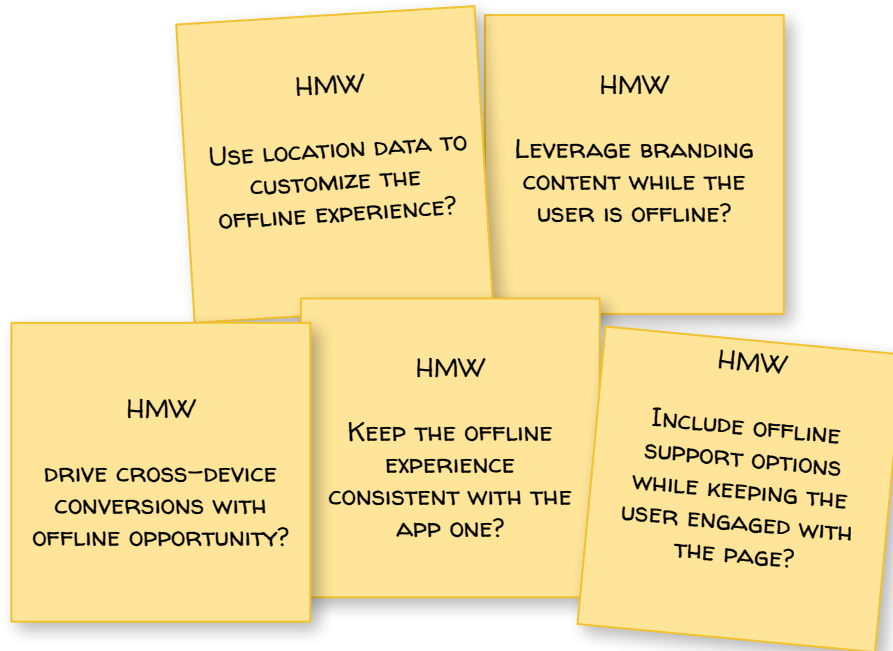 HMW
Use location data to
customize the
offline experience?
HMW
Leverage branding
content while the
user is offline?
HMW
drive cross-device
conversions with
offline opportunity?
HMW
Keep the offline
experience
consistent with the
app one?
HMW
Include offline
support options
while keeping the
user engaged with
the page?